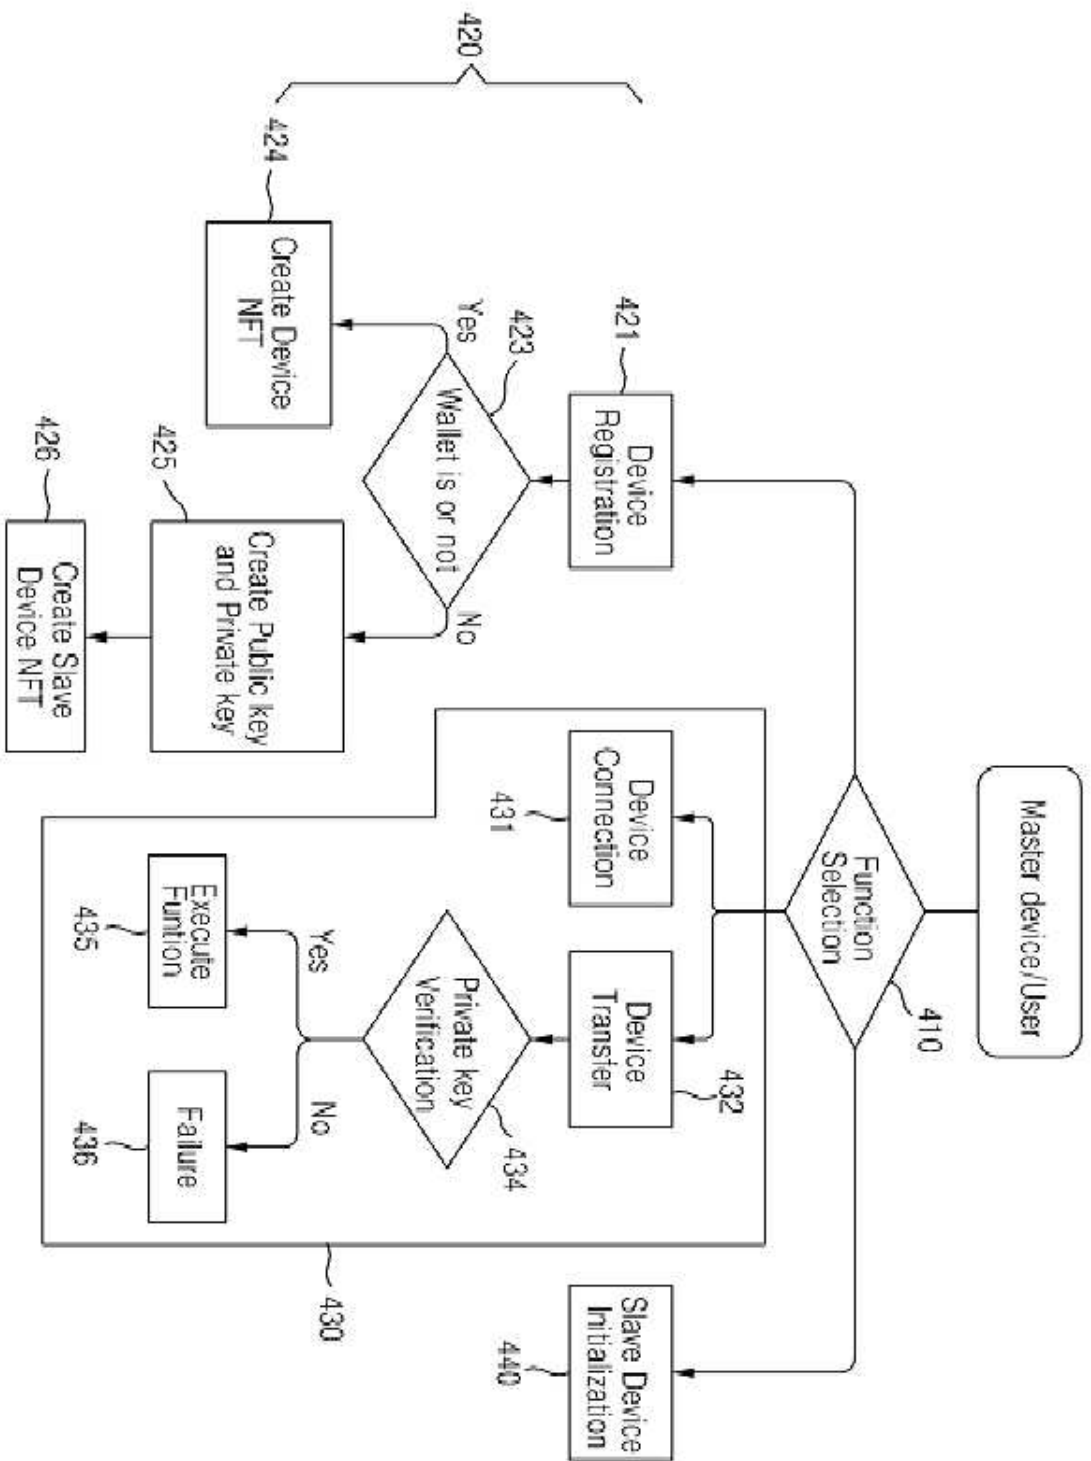 Master device/User
Function
Selection
410
Device
Registration
421
Device
Connection
431
Device
Transfer
432
Slave Device
Initialization
440
420
423
Wallet is or not
Yes
No
Private key
Verification
434
424
Create Device
NFT
Create Public key
and Private key
425
Yes
No
Execute
Funtion
435
Failure
436
430
426
Create Slave
Device NFT